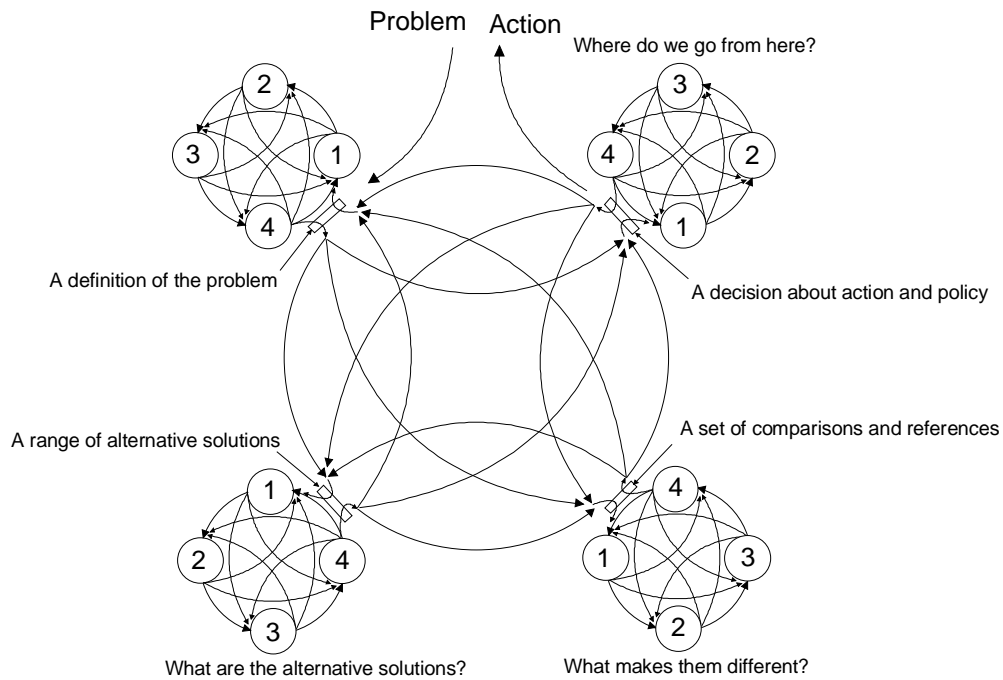 Problem Action
Where do we go from here?
2
3
3
1
4
2
4
1
A definition of the problem
A decision about action and policy
A range of alternative solutions
A set of comparisons and references
1
4
2
4
1
3
3
2
What are the alternative solutions?
What makes them different?